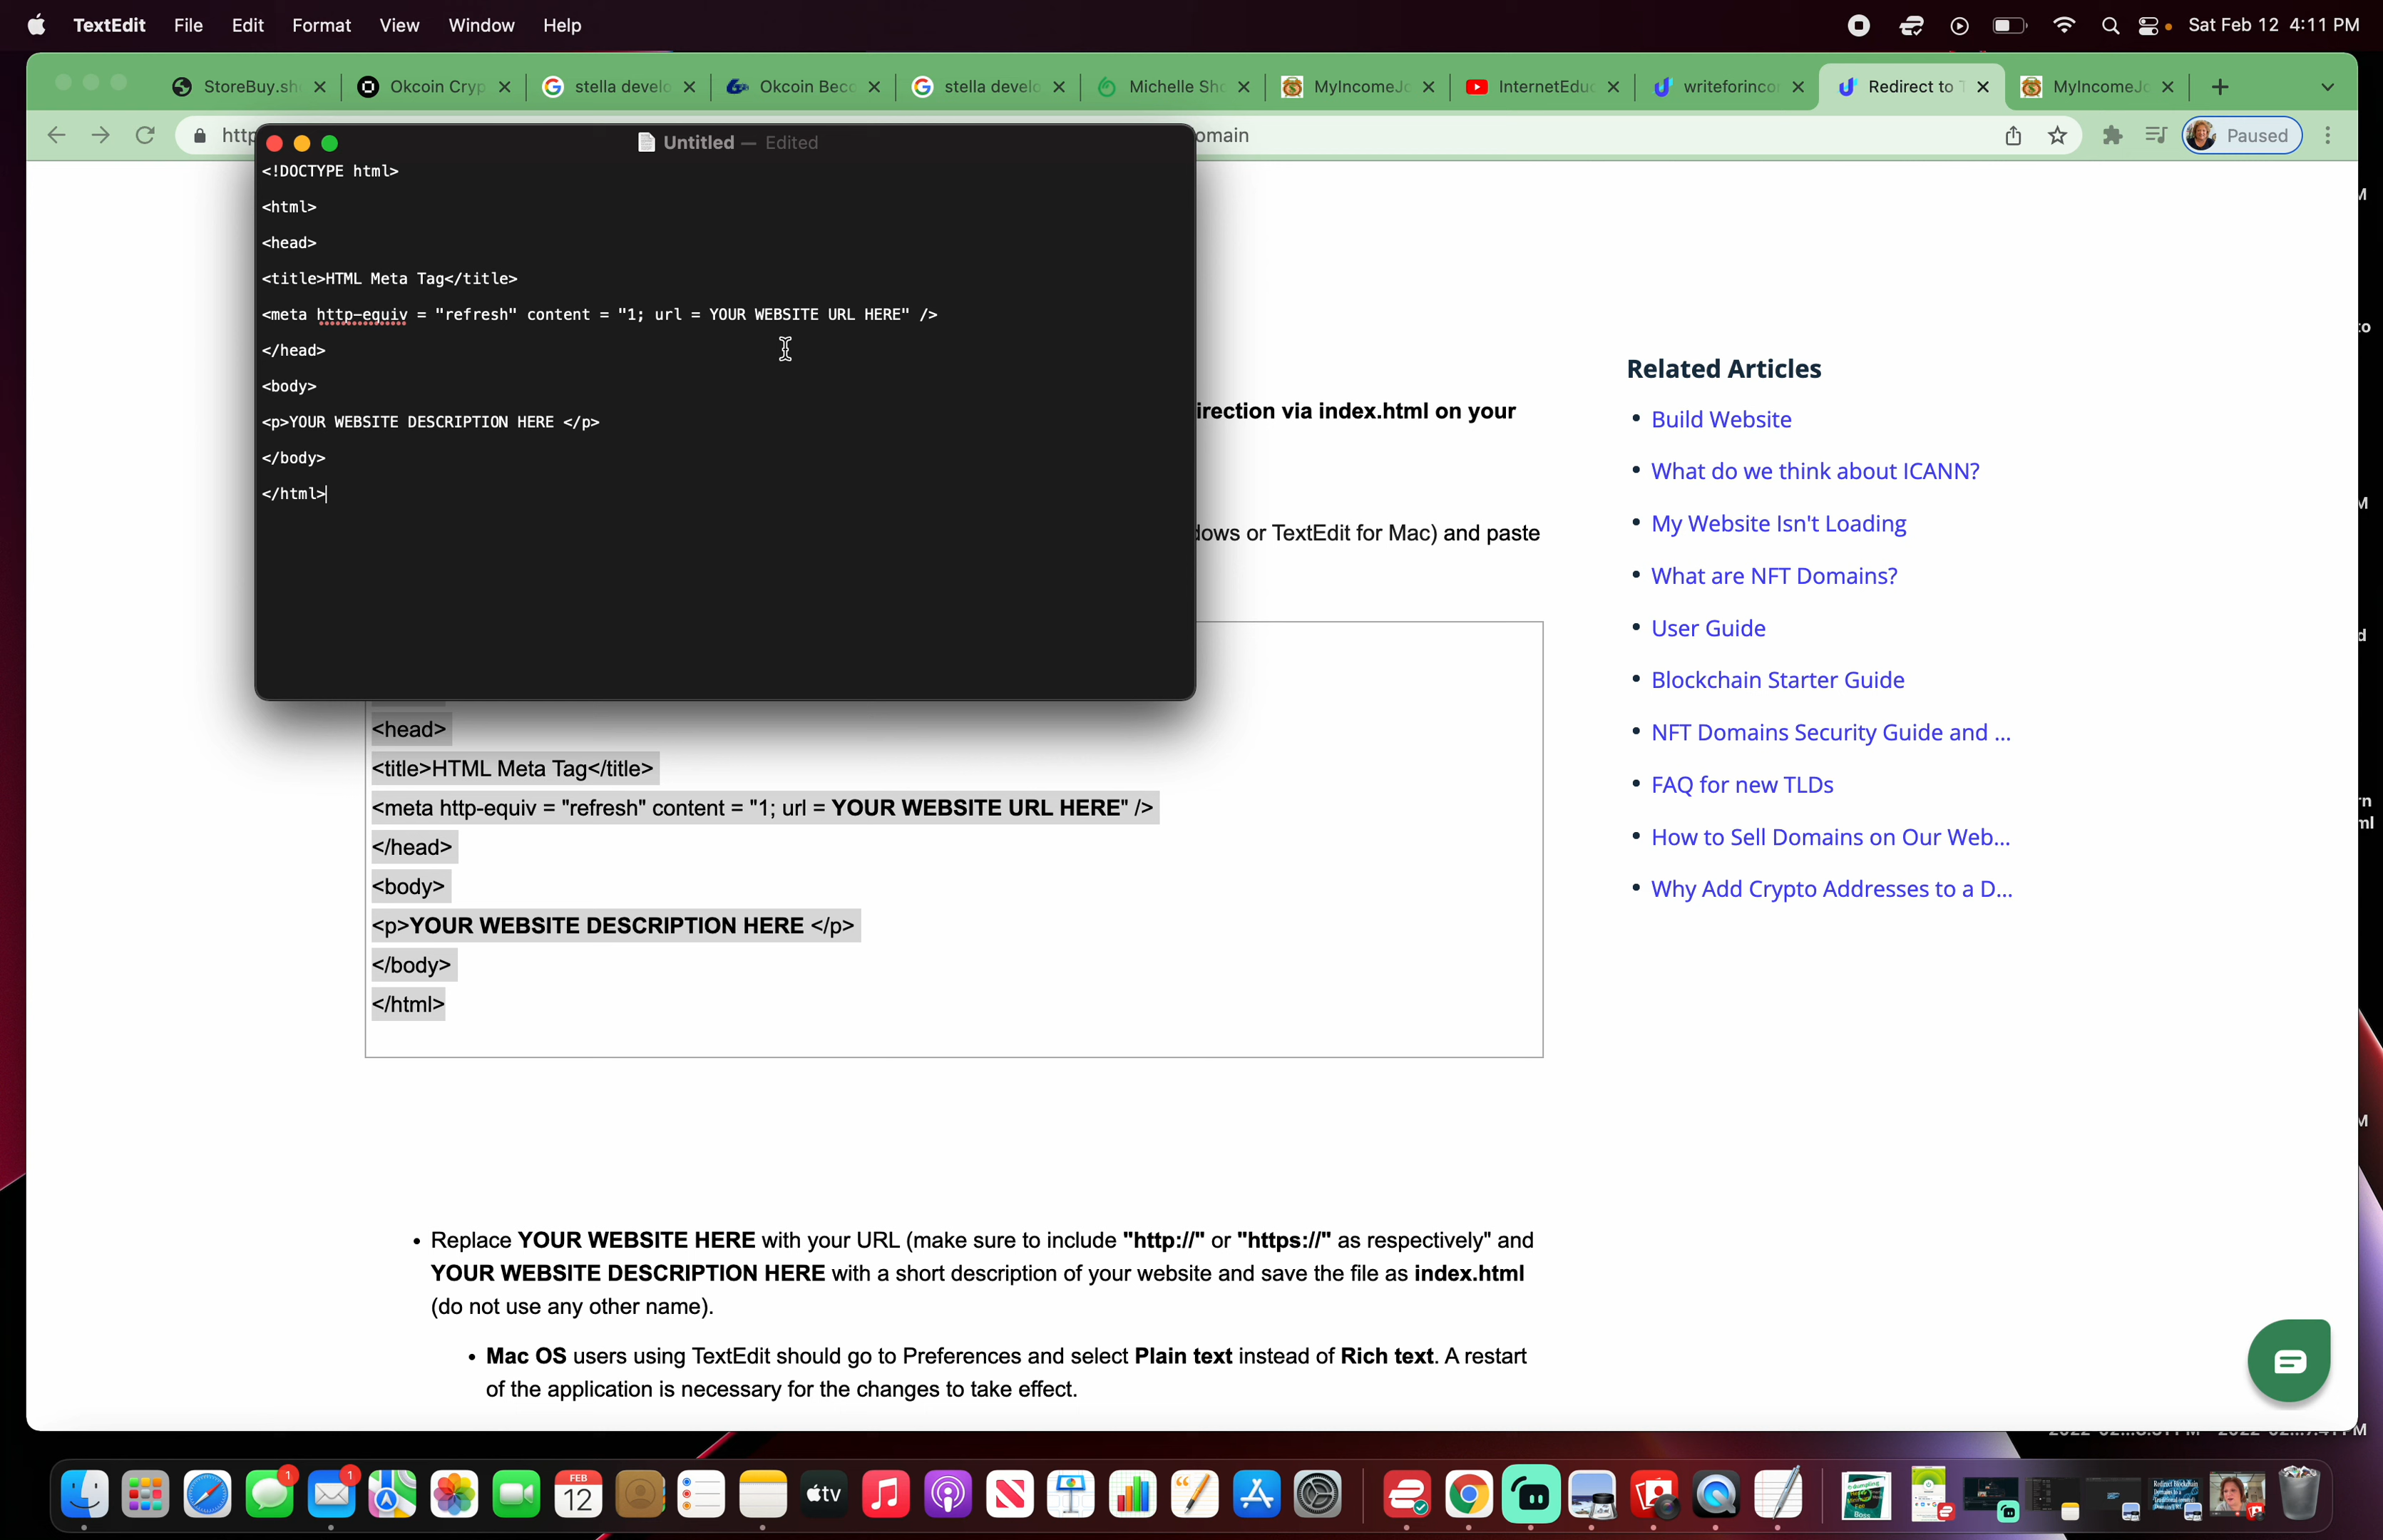 TextEdit File Edit Format View Window Help Sat Feb 12 4:11 PM
StoreBuy.sh Okcoin Cryp stella develo Okcoin Beco stella develo Michelle Sho MyIncomeJo InternetEduc writeforincor Redirect to T MyIncomeJo
http omain Paused
Untitled — Edited
<!DOCTYPE html>
<html>
<head>
<title>HTML Meta Tag</title>
<meta http-equiv = "refresh" content = "1; url = YOUR WEBSITE URL HERE" />
</head>
<body>
<p>YOUR WEBSITE DESCRIPTION HERE </p>
</body>
</html>
irection via index.html on your
dows or TextEdit for Mac) and paste
<head>
<title>HTML Meta Tag</title>
<meta http-equiv = "refresh" content = "1; url = YOUR WEBSITE URL HERE" />
</head>
<body>
<p>YOUR WEBSITE DESCRIPTION HERE </p>
</body>
</html>
• Replace YOUR WEBSITE HERE with your URL (make sure to include "http://" or "https://" as respectively" and
YOUR WEBSITE DESCRIPTION HERE with a short description of your website and save the file as index.html
(do not use any other name).
• Mac OS users using TextEdit should go to Preferences and select Plain text instead of Rich text. A restart
of the application is necessary for the changes to take effect.
Related Articles
• Build Website
• What do we think about ICANN?
• My Website Isn't Loading
• What are NFT Domains?
• User Guide
• Blockchain Starter Guide
• NFT Domains Security Guide and ...
• FAQ for new TLDs
• How to Sell Domains on Our Web...
• Why Add Crypto Addresses to a D...
1
1
FEB
12
tv